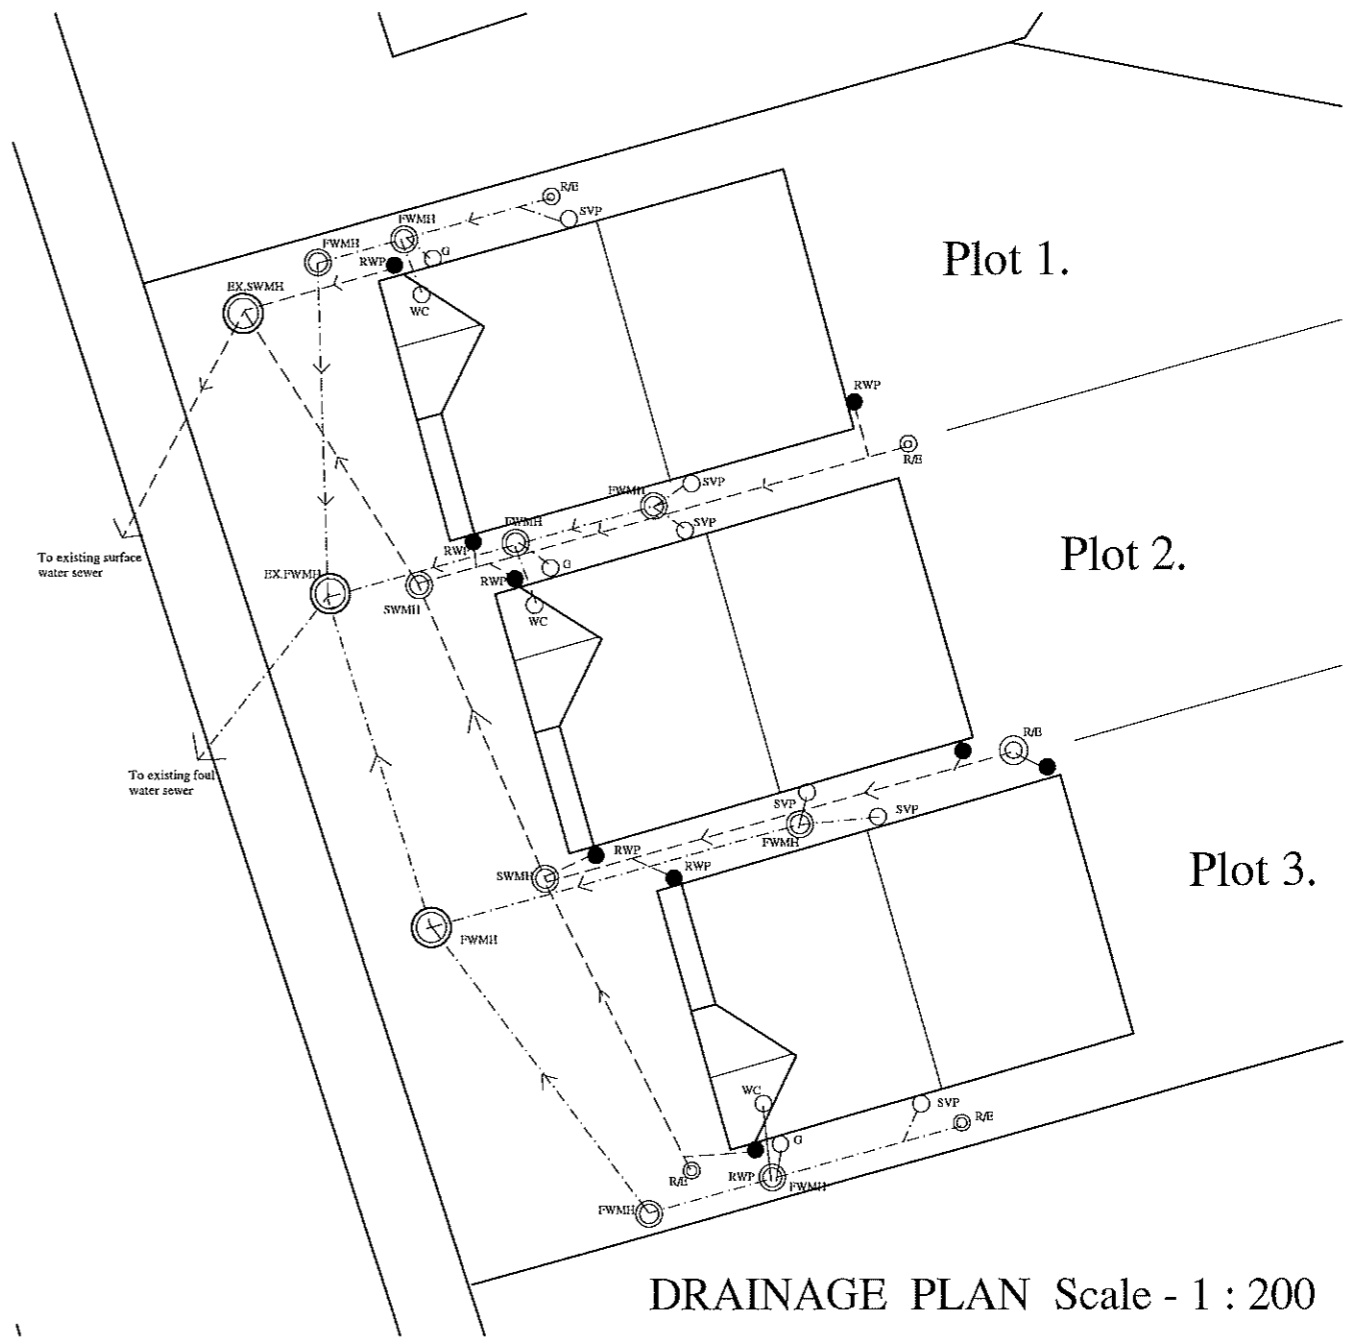 R/E
SVP
FWMH
FWMH
G
RWP
EX.SWMH
WC
Plot 1.
RWP
R/E
SVP
FWMH
SVP
FWMH
RWP
G
RWP
Plot 2.
To existing surface
water sewer
EX.FWMH
SWMH
WC
R/E
To existing foul
water sewer
SVP
SVP
FWMH
RWP
RWP
SWMH
Plot 3.
FWMH
WC
SVP
R/E
G
R/E
RWP
FWMH
FWMH
DRAINAGE PLAN Scale - 1 : 200